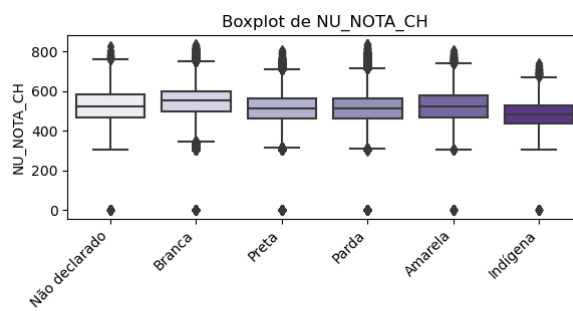 Boxplot de NU_NOTA_CH
NU_NOTA_CH
800
600
400
200
0
Não declarado
Branca
Preta
Parda
Amarela
Indígena